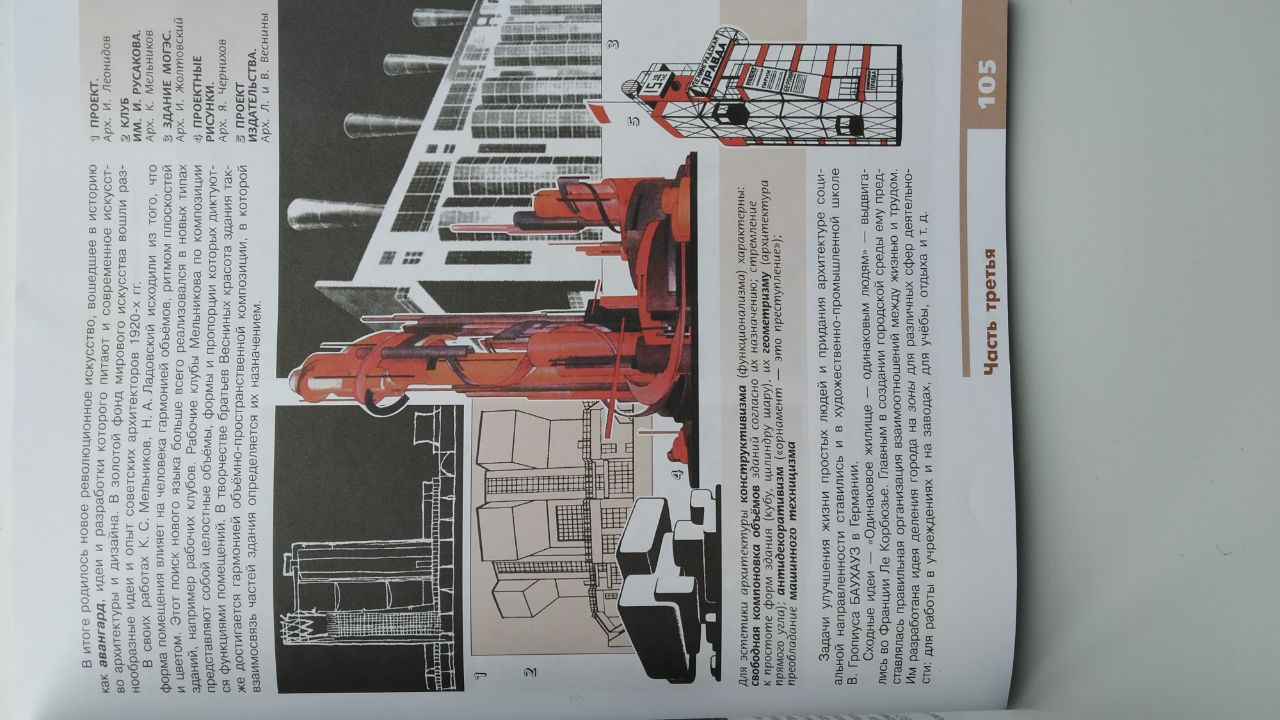 В итоге родилось новое революционное искусство, вошедшее в историю
как авангард, идеи и разработки которого питают и современное искусст-
во архитектуры и дизайна. В золотой фонд мирового искусства вошли раз-
нообразные идеи и опыт советских архитекторов 1920-х гг.
В своих работах К. С. Мельников, Н. А. Ладовский исходили из того, что
форма помещения влияет на человека гармонией объёмов, ритмом плоскостей
и цветом. Этот поиск нового языка больше всего реализовался в новых типах
зданий, например рабочих клубов. Рабочие клубы Мельникова по композиции
представляют собой целостные объёмы, формы и пропорции которых диктуют-
ся функциями помещений. В творчестве братьев Весниных красота здания так-
же достигается гармонией объёмно-пространственной композиции, в которой
взаимосвязь частей здания определяется их назначением.
1) ПРОЕКТ.
Арх. И. Леонидов
2) КЛУБ
ИМ. И. РУСАКОВА.
Арх. К. Мельников
3) ЗДАНИЕ МОГЭС.
Арх. И. Жолтовский
4) ПРОЕКТНЫЕ
РИСУНКИ.
Арх. Я. Чернихов
5) ПРОЕКТ
ИЗДАТЕЛЬСТВА.
Арх. Л. и В. Веснины
1
2
3
4
5
ЛЕНИНГРАДСКАЯ
ПРАВДА
Для эстетики архитектуры конструктивизма (функционализма) характерны:
свободная компоновка объёмов зданий согласно их назначению; стремление
к простоте форм здания (кубу, цилиндру шару), их геометризму (архитектура
прямого угла); антидекоративизм («орнамент — это преступление»);
преобладание машинного техницизма
Задачи улучшения жизни простых людей и придания архитектуре соци-
альной направленности ставились и в художественно-промышленной школе
В. Гропиуса БАУХАУЗ в Германии.
Сходные идеи — «Одинаковое жилище — одинаковым людям» — выдвига-
лись во Франции Ле Корбюзье. Главным в создании городской среды ему пред-
ставлялась правильная организация взаимоотношений между жизнью и трудом.
Им разработана идея деления города на зоны для различных сфер деятельно-
сти: для работы в учреждениях и на заводах, для учёбы, отдыха и т. д.
Часть третья
105